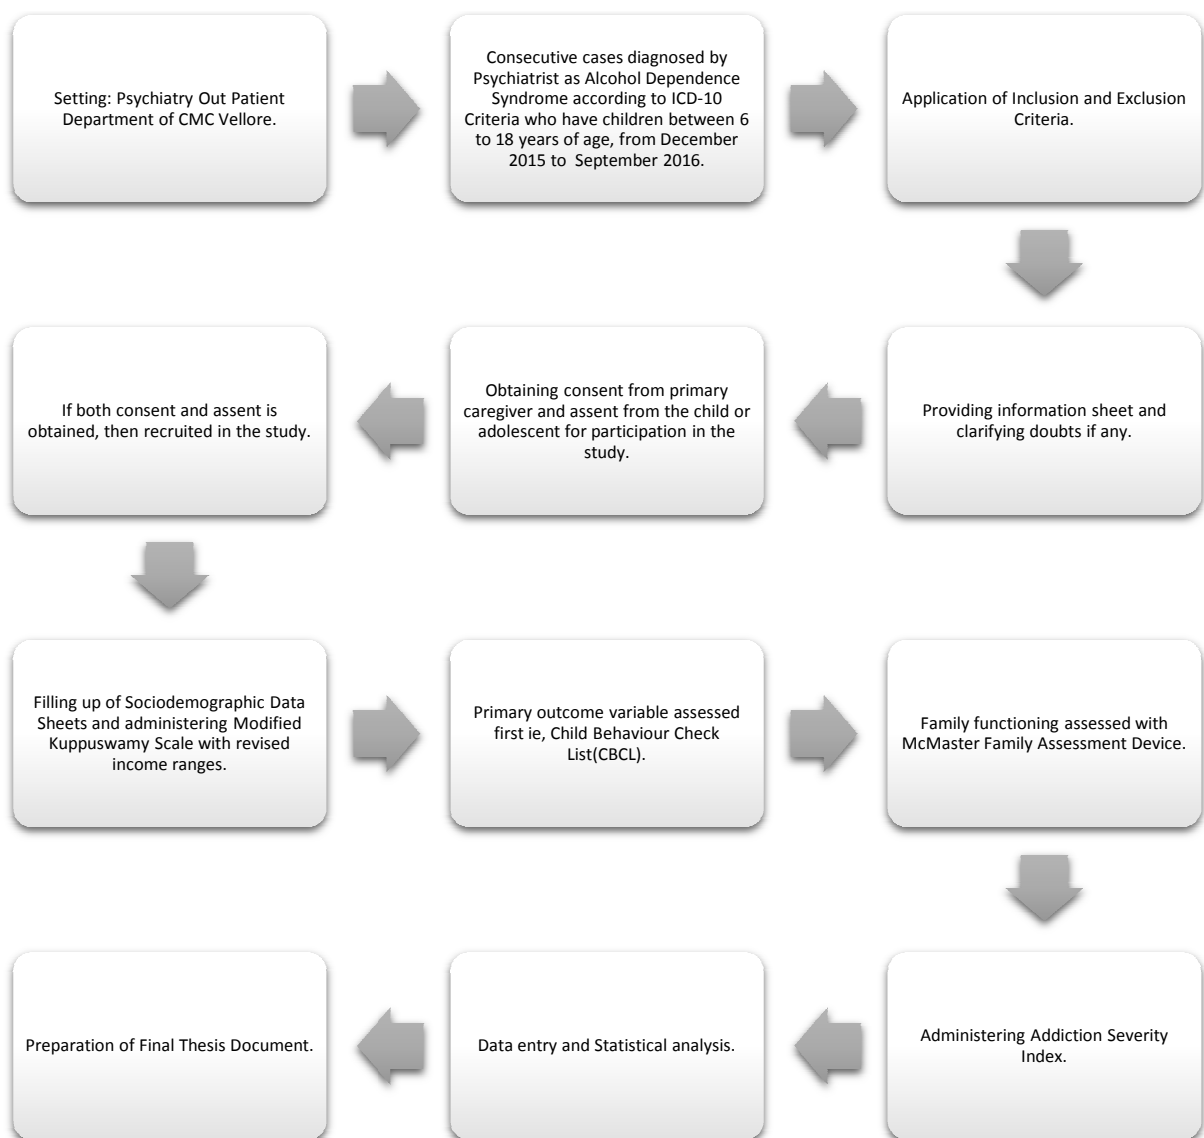 Setting: Psychiatry Out Patient
Department of CMC Vellore.
Consecutive cases diagnosed by
Psychiatrist as Alcohol Dependence
Syndrome according to ICD-10
Criteria who have children between 6
to 18 years of age, from December
2015 to September 2016.
Application of Inclusion and Exclusion
Criteria.
Providing information sheet and
clarifying doubts if any.
Obtaining consent from primary
caregiver and assent from the child or
adolescent for participation in the
study.
If both consent and assent is
obtained, then recruited in the study.
Filling up of Sociodemographic Data
Sheets and administering Modified
Kuppuswamy Scale with revised
income ranges.
Primary outcome variable assessed
first ie, Child Behaviour Check
List(CBCL).
Family functioning assessed with
McMaster Family Assessment Device.
Administering Addiction Severity
Index.
Data entry and Statistical analysis.
Preparation of Final Thesis Document.